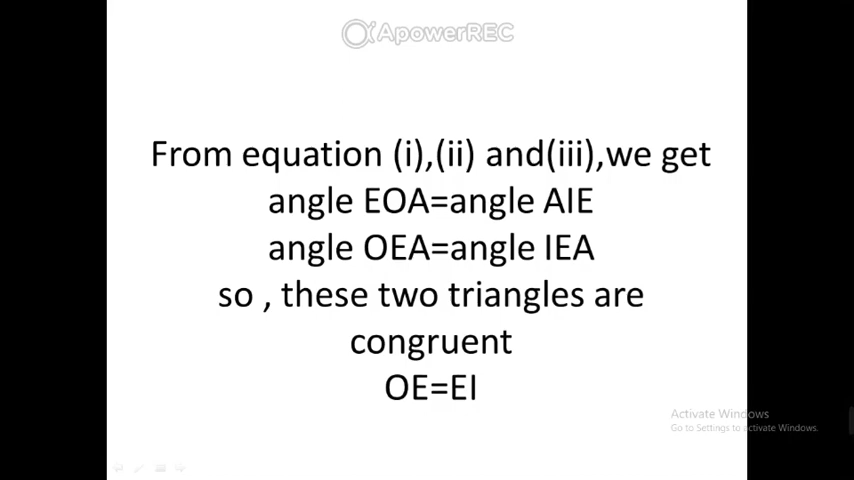 ApowerREC
From equation (i),(ii) and(iii),we get
angle EOA=angle AIE
angle OEA=angle IEA
so , these two triangles are
congruent
OE=EI
Activate Windows
Go to Settings to activate Windows.